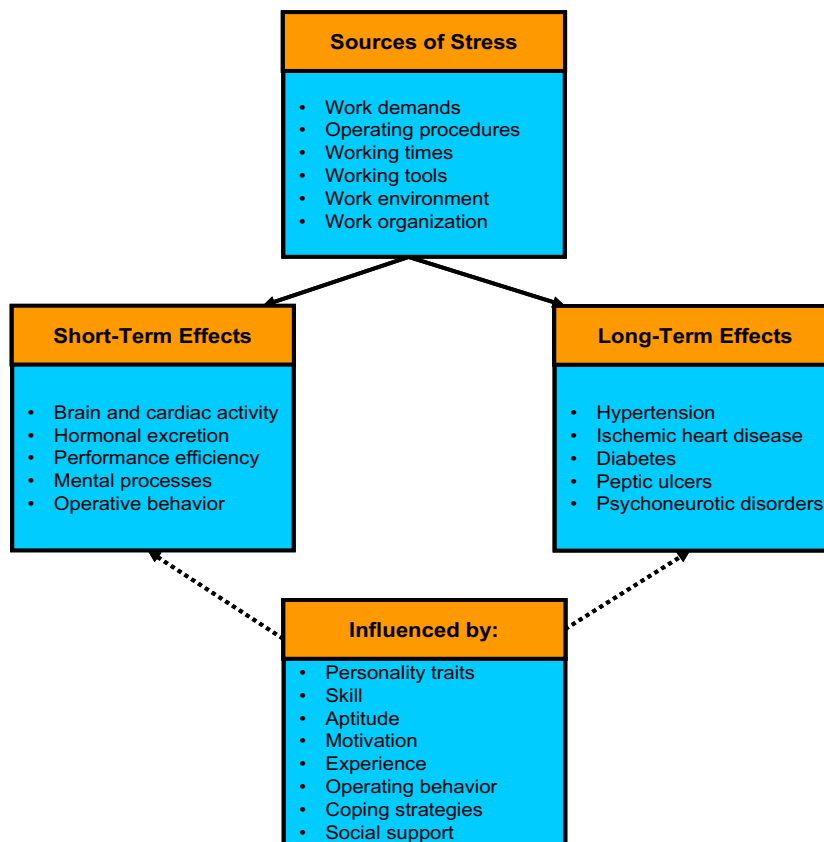 Sources of Stress
• Work demands
• Operating procedures
• Working times
• Working tools
• Work environment
• Work organization
Short-Term Effects
• Brain and cardiac activity
• Hormonal excretion
• Performance efficiency
• Mental processes
• Operative behavior
Long-Term Effects
• Hypertension
• Ischemic heart disease
• Diabetes
• Peptic ulcers
• Psychoneurotic disorders
Influenced by:
• Personality traits
• Skill
• Aptitude
• Motivation
• Experience
• Operating behavior
• Coping strategies
• Social support